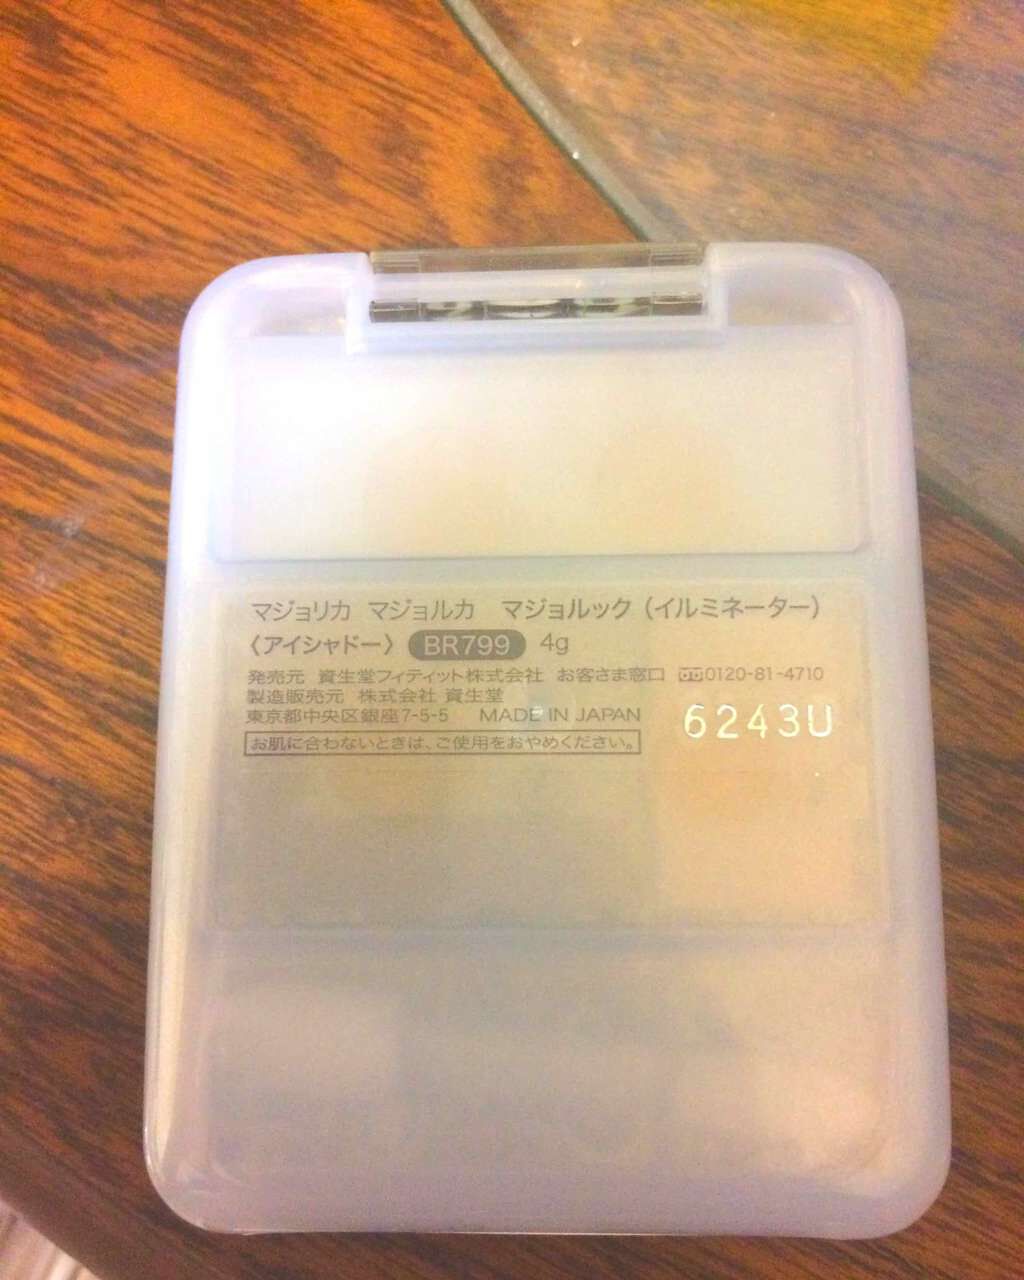 マジョリカ マジョルカ マジョルック（イルミネーター）
〈アイシャドー〉 BR799 4g
発売元 資生堂フィティット株式会社 お客さま窓口 0120-81-4710
製造販売元 株式会社 資生堂
東京都中央区銀座7-5-5 MADE IN JAPAN
6243U
お肌に合わないときは、ご使用をおやめください。